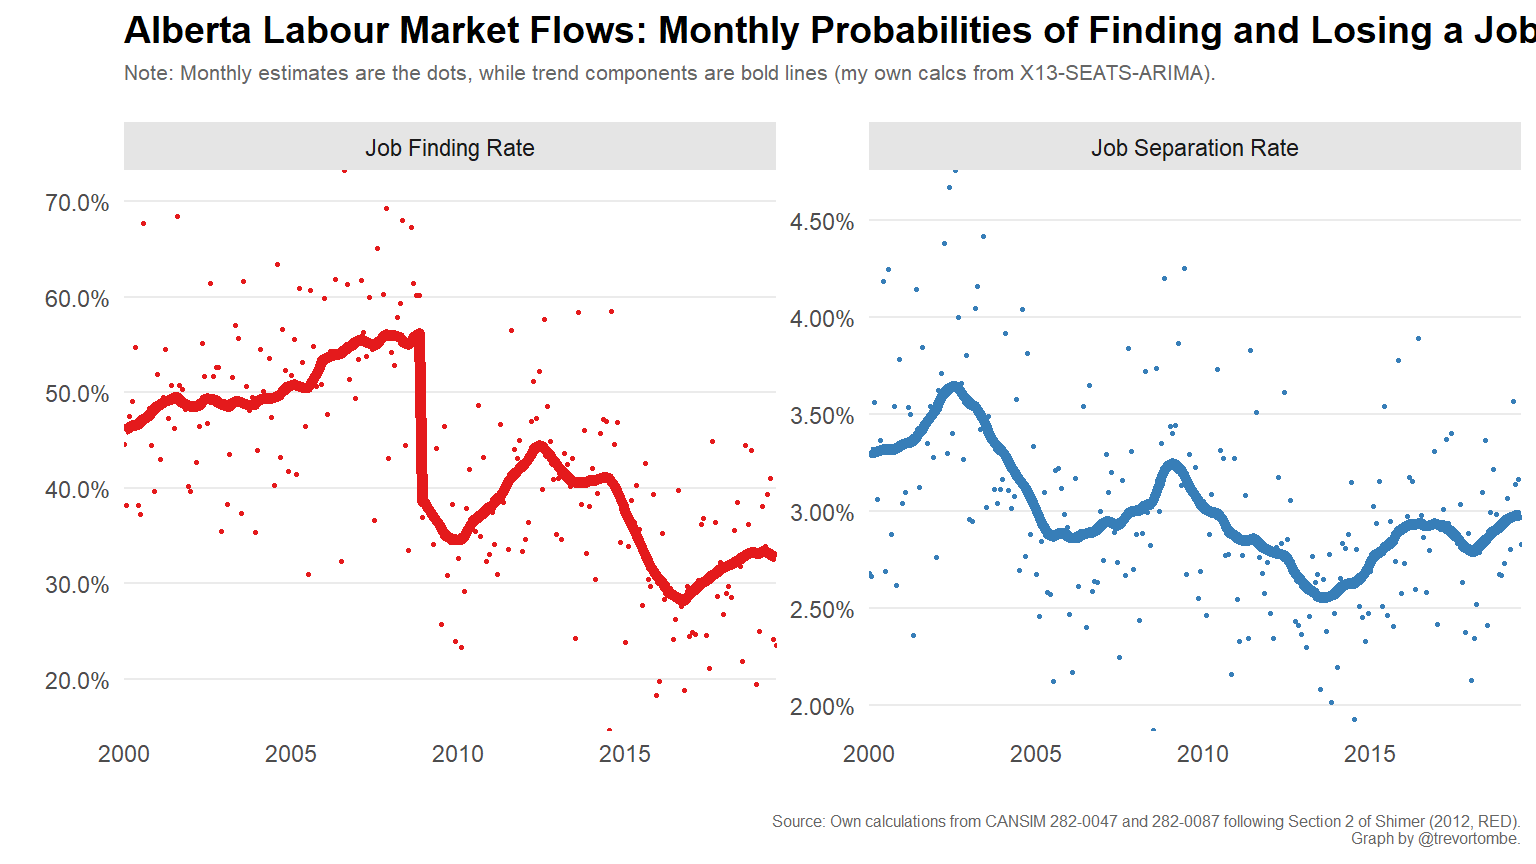 Alberta Labour Market Flows: Monthly Probabilities of Finding and Losing a Job
Note: Monthly estimates are the dots, while trend components are bold lines (my own calcs from X13-SEATS-ARIMA).
Job Finding Rate
70.0%
60.0%
50.0%
40.0%
30.0%
20.0%
2000 2005 2010 2015
Job Separation Rate
4.50%
4.00%
3.50%
3.00%
2.50%
2.00%
2000 2005 2010 2015
Source: Own calculations from CANSIM 282-0047 and 282-0087 following Section 2 of Shimer (2012, RED).
Graph by @trevortombe.